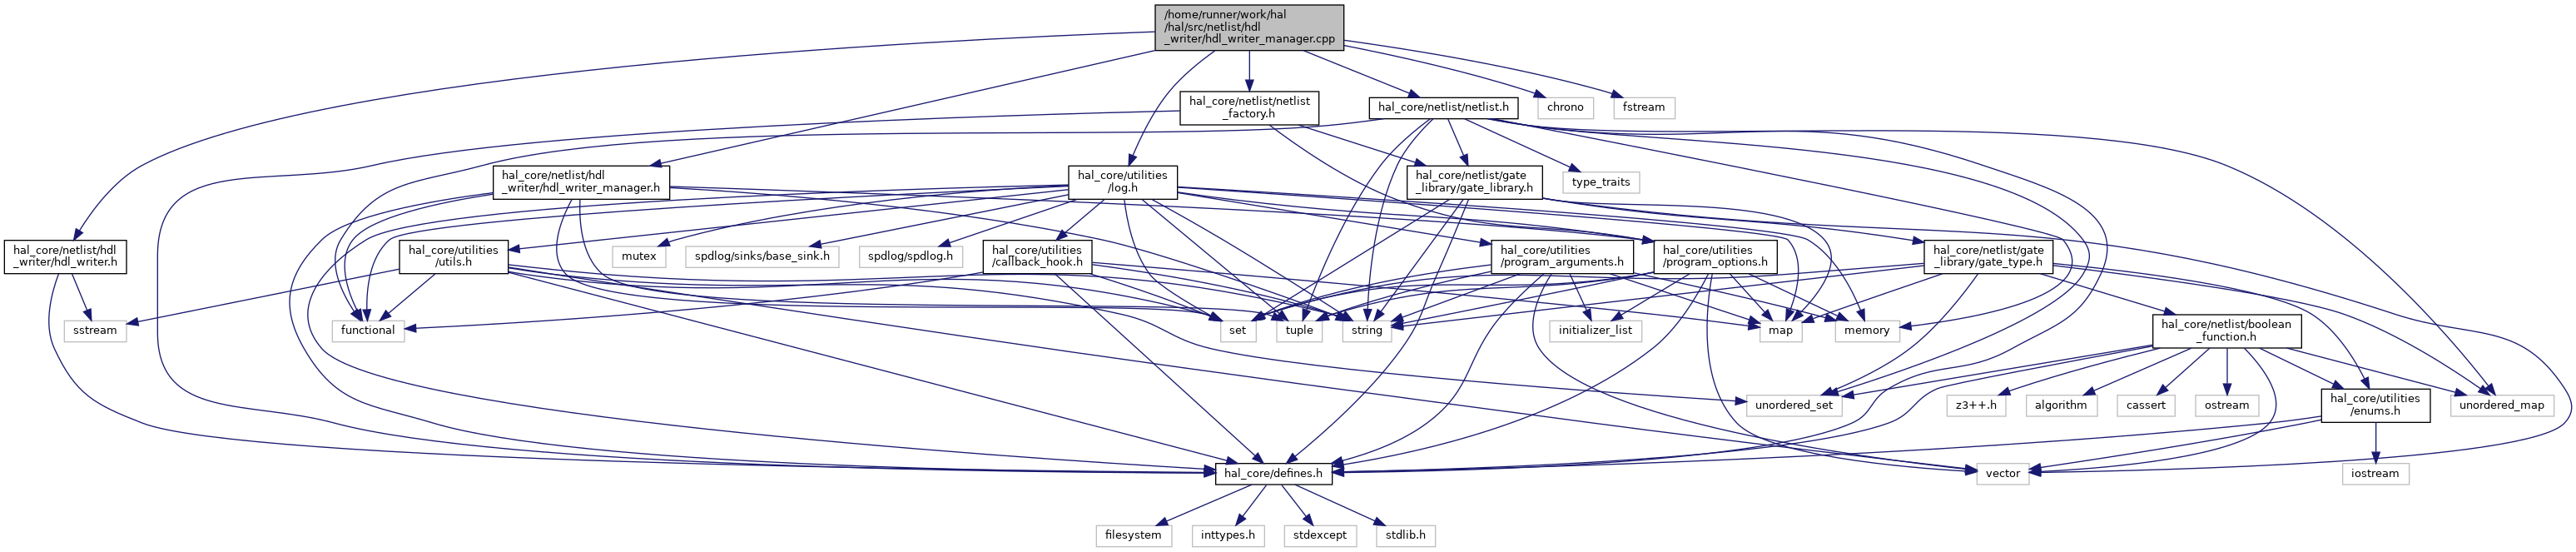 /home/runner/work/hal
/hal/src/netlist/hdl
_writer/hdl_writer_manager.cpp
hal_core/netlist/netlist
_factory.h
hal_core/netlist/netlist.h
chrono
fstream
hal_core/netlist/hdl
_writer/hdl_writer_manager.h
hal_core/utilities
/log.h
hal_core/netlist/gate
_library/gate_library.h
type_traits
hal_core/netlist/hdl
_writer/hdl_writer.h
hal_core/utilities
/utils.h
mutex
spdlog/sinks/base_sink.h
spdlog/spdlog.h
hal_core/utilities
/callback_hook.h
hal_core/utilities
/program_arguments.h
hal_core/utilities
/program_options.h
hal_core/netlist/gate
_library/gate_type.h
sstream
functional
set
tuple
string
initializer_list
map
memory
hal_core/netlist/boolean
_function.h
unordered_set
z3++.h
algorithm
cassert
ostream
hal_core/utilities
/enums.h
unordered_map
hal_core/defines.h
vector
iostream
filesystem
inttypes.h
stdexcept
stdlib.h